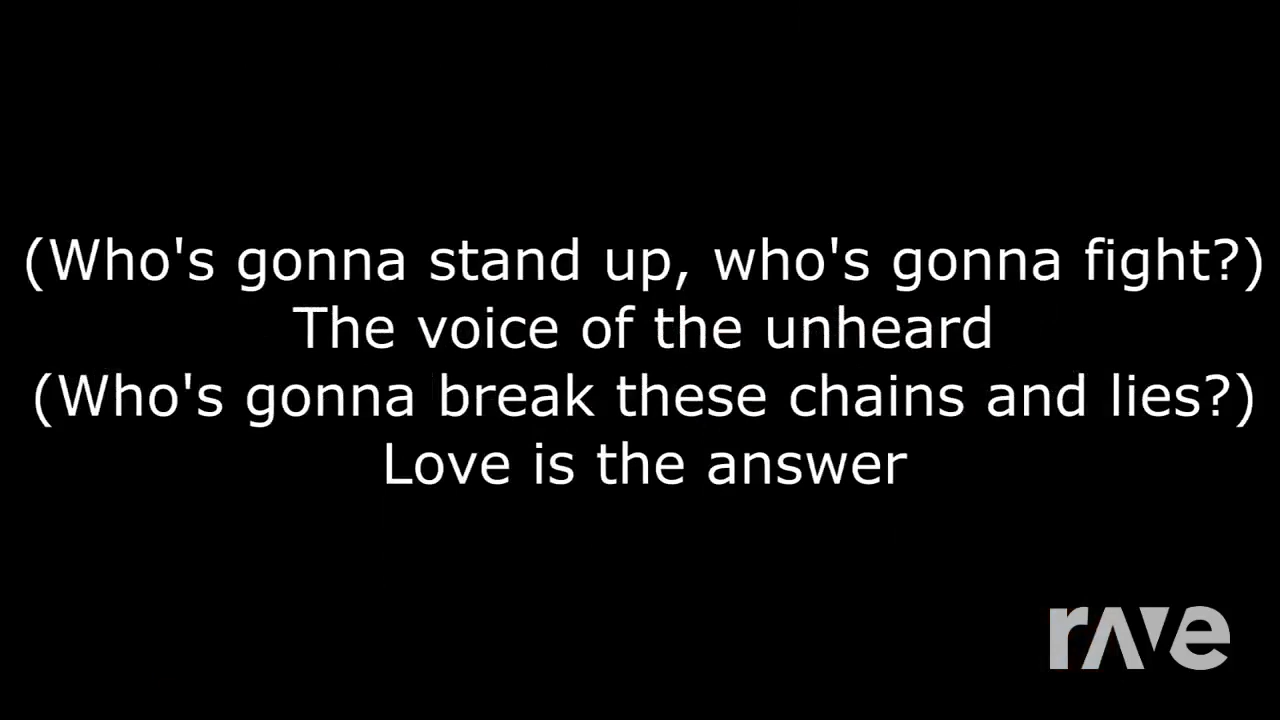 (Who's gonna stand up, who's gonna fight?)
The voice of the unheard
(Who's gonna break these chains and lies?)
Love is the answer
rave